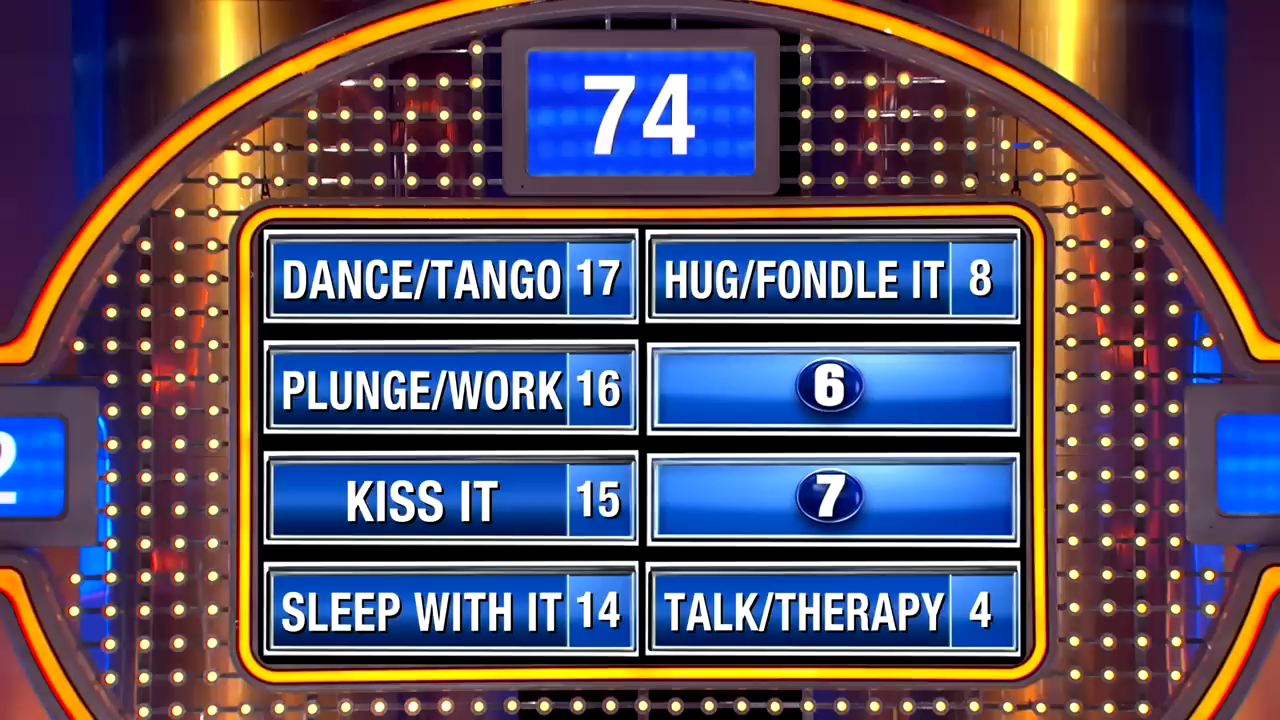 74
DANCE/TANGO 17
HUG/FONDLE IT 8
PLUNGE/WORK 16
6
KISS IT 15
7
SLEEP WITH IT 14
TALK/THERAPY 4
2